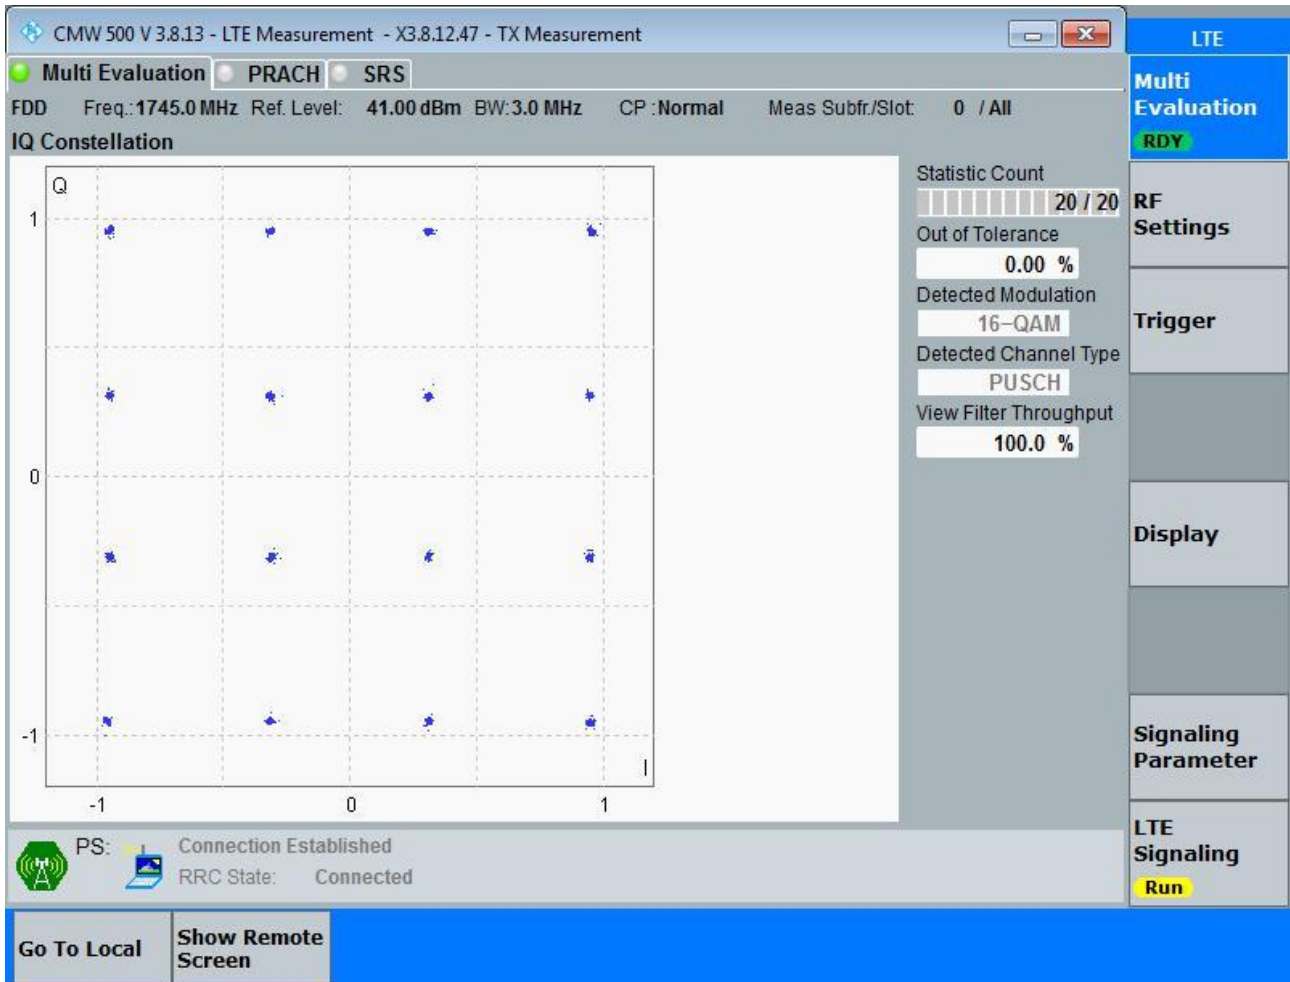 CMW 500 V 3.8.13 - LTE Measurement - X3.8.12.47 - TX Measurement
Multi Evaluation PRACH SRS
FDD Freq.:1745.0 MHz Ref. Level: 41.00 dBm BW:3.0 MHz CP :Normal Meas Subfr./Slot: 0 / All
IQ Constellation
Q
1
0
-1
I
-1 0 1
Statistic Count
20 / 20
Out of Tolerance
0.00 %
Detected Modulation
16-QAM
Detected Channel Type
PUSCH
View Filter Throughput
100.0 %
PS: Connection Established
RRC State: Connected
LTE
Multi
Evaluation
RDY
RF
Settings
Trigger
Display
Signaling
Parameter
LTE
Signaling
Run
Go To Local
Show Remote
Screen